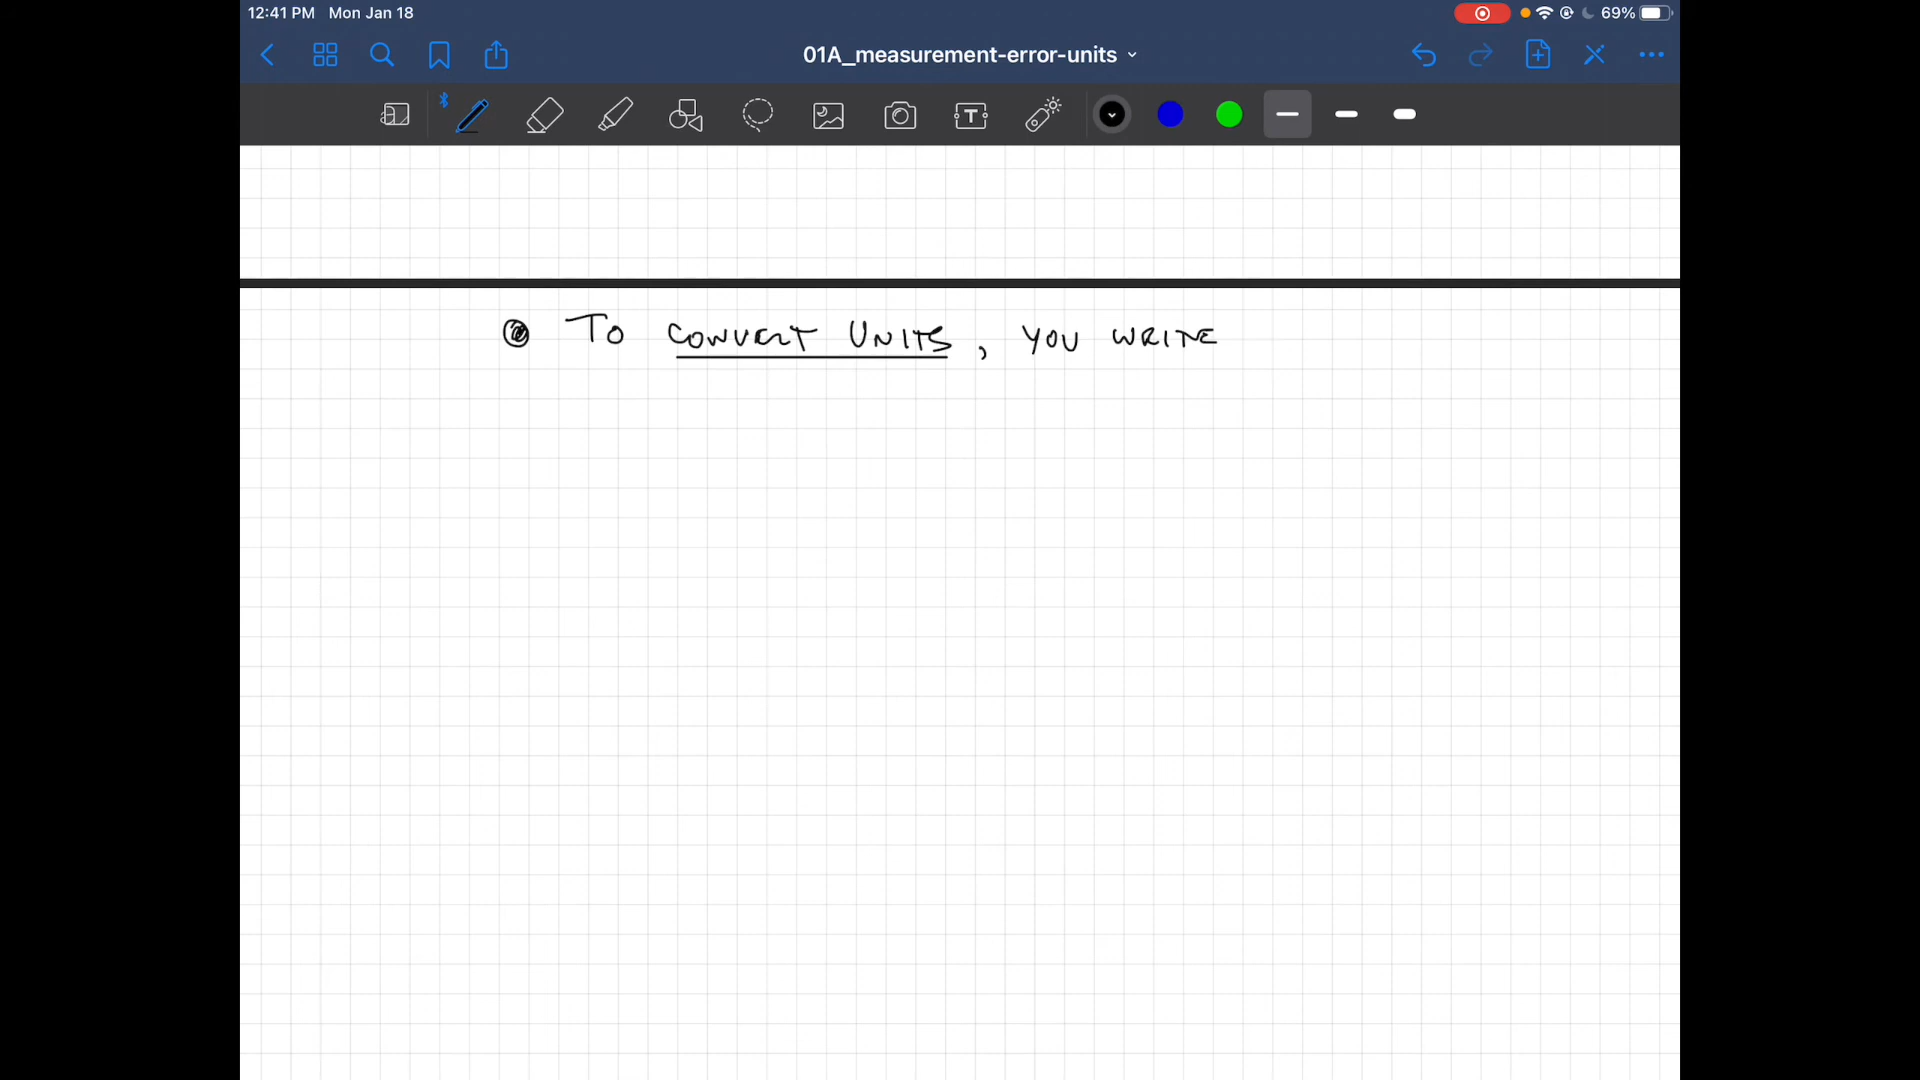 12:41 PM Mon Jan 18 69%
01A_measurement-error-units
T
To CONVERT UNITS, YOU WRITE